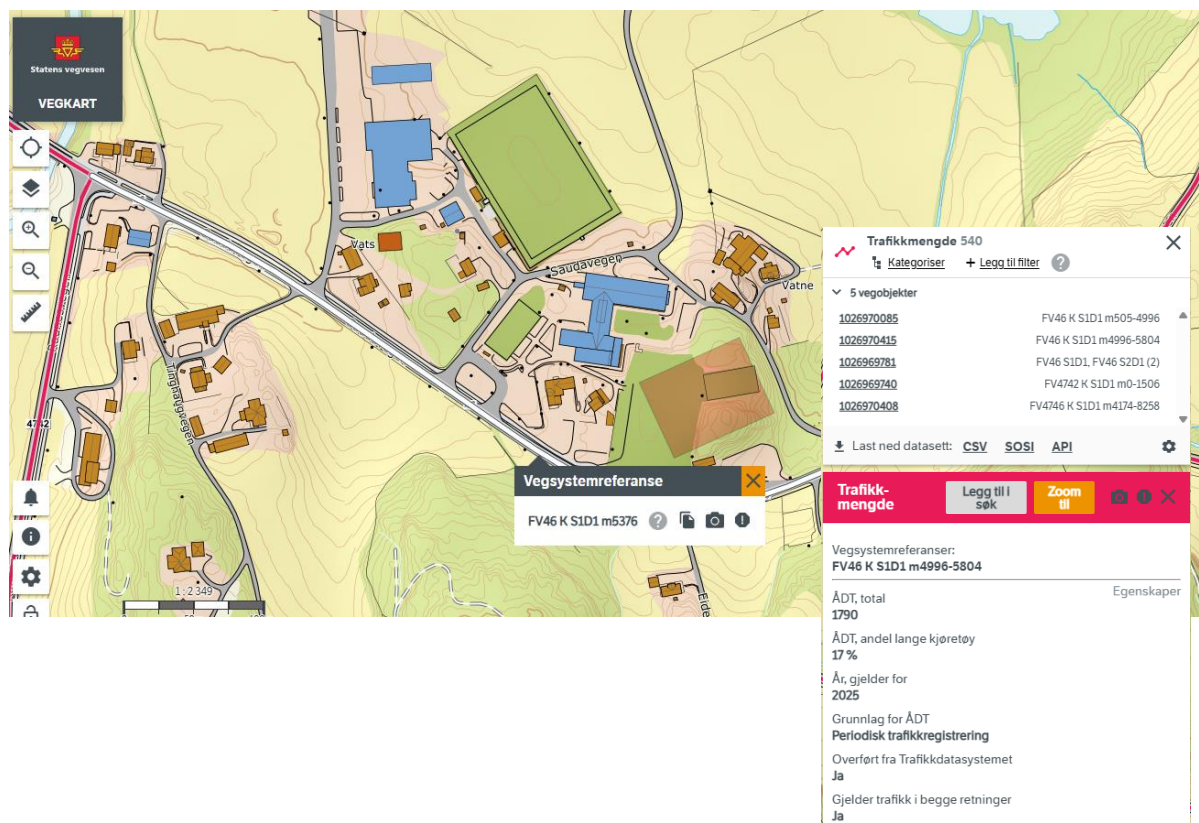 Statens vegvesen
VEGKART
Vats
Saudavegen
Vatne
Tinghaugvegen
Eide
1 : 2 349
Vegsystemreferanse
FV46 K S1D1 m5376
Trafikkmengde 540
Kategoriser + Legg til filter
5 vegobjekter
1026970085 FV46 K S1D1 m505-4996
1026970415 FV46 K S1D1 m4996-5804
1026969781 FV46 S1D1, FV46 S2D1 (2)
1026969740 FV4742 K S1D1 m0-1506
1026970408 FV4746 K S1D1 m4174-8258
Last ned datasett: CSV SOSI API
Trafikk-
mengde
Legg til i
søk
Zoom
til
Vegsystemreferanser:
FV46 K S1D1 m4996-5804
Egenskaper
ÅDT, total
1790
ÅDT, andel lange kjøretøy
17 %
År, gjelder for
2025
Grunnlag for ÅDT
Periodisk trafikkregistrering
Overført fra Trafikkdatasystemet
Ja
Gjelder trafikk i begge retninger
Ja